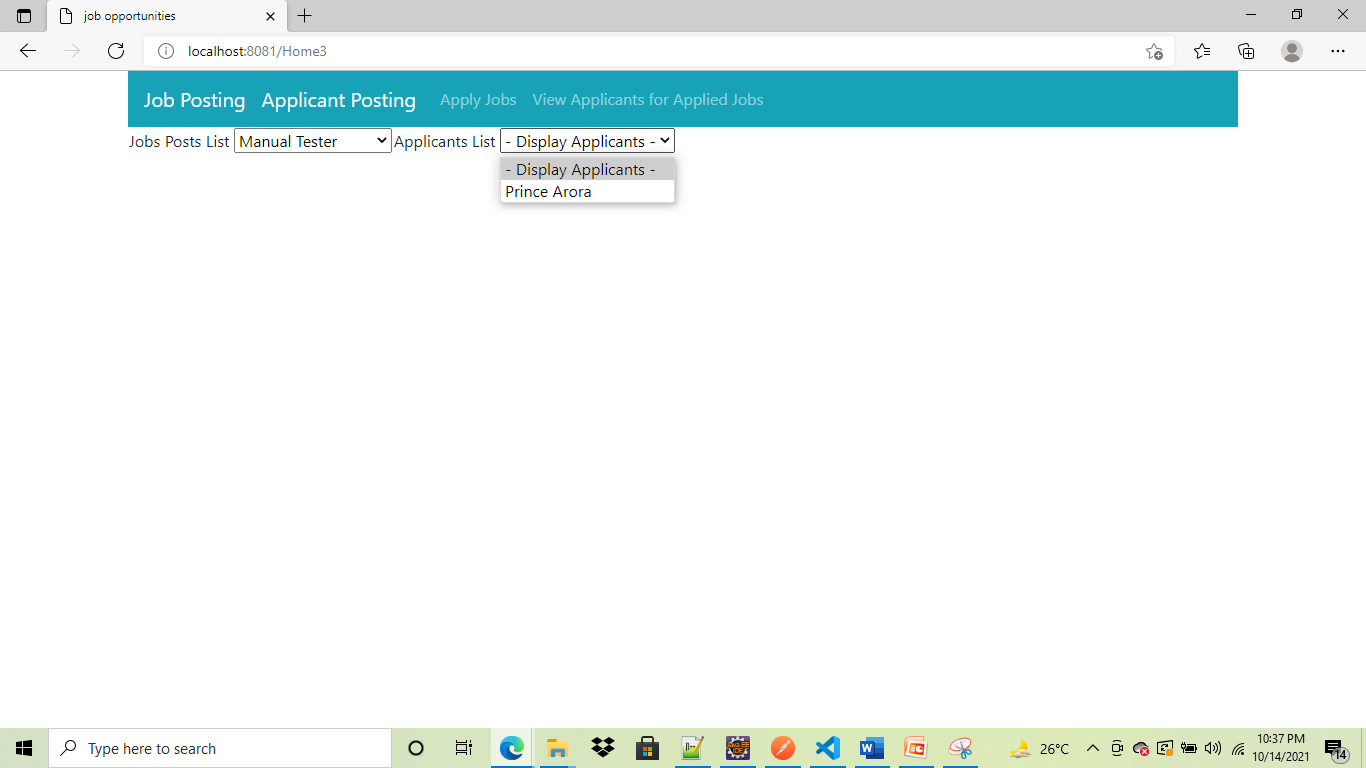 job opportunities
localhost:8081/Home3
Job Posting Applicant Posting Apply Jobs View Applicants for Applied Jobs
Jobs Posts List Manual Tester Applicants List - Display Applicants -
- Display Applicants -
Prince Arora
Type here to search
26°C
10:37 PM
10/14/2021
14